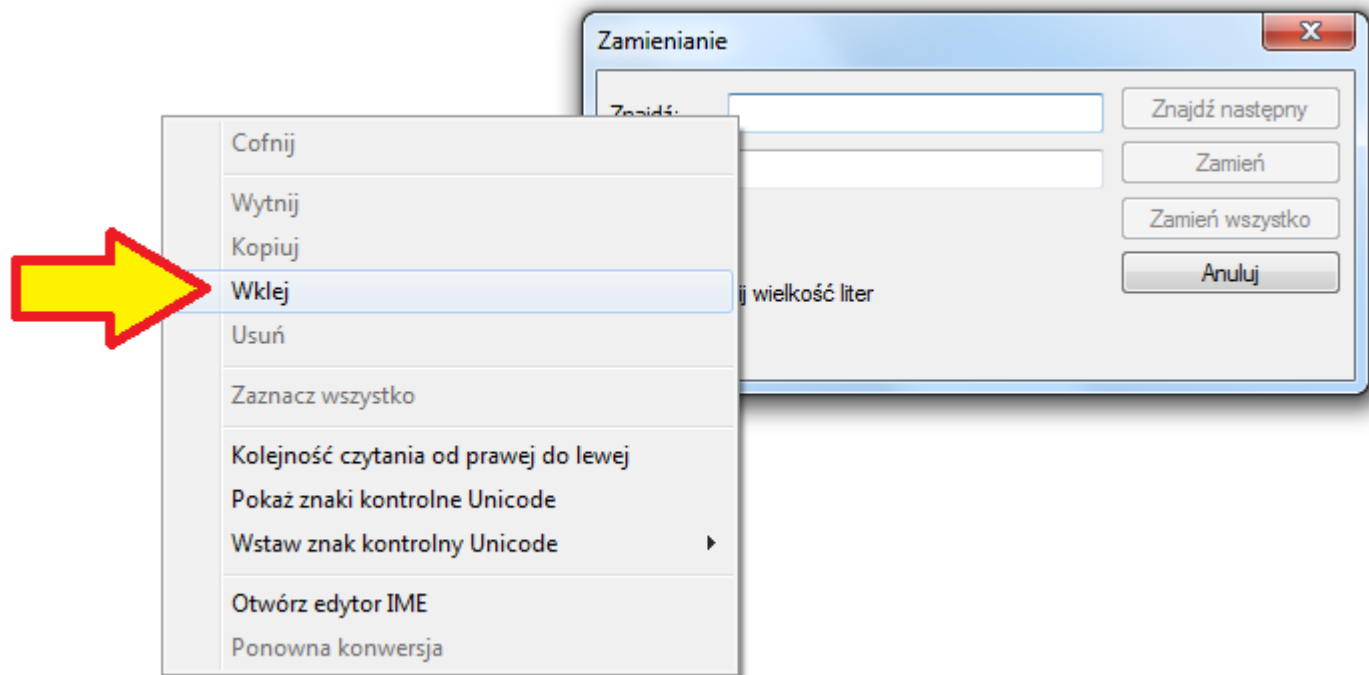 Zamienianie
Znajdź:
Znajdź następny
Zamień
Zamień wszystko
Anuluj
ij wielkość liter
Cofnij
Wytnij
Kopiuj
Wklej
Usuń
Zaznacz wszystko
Kolejność czytania od prawej do lewej
Pokaż znaki kontrolne Unicode
Wstaw znak kontrolny Unicode
Otwórz edytor IME
Ponowna konwersja